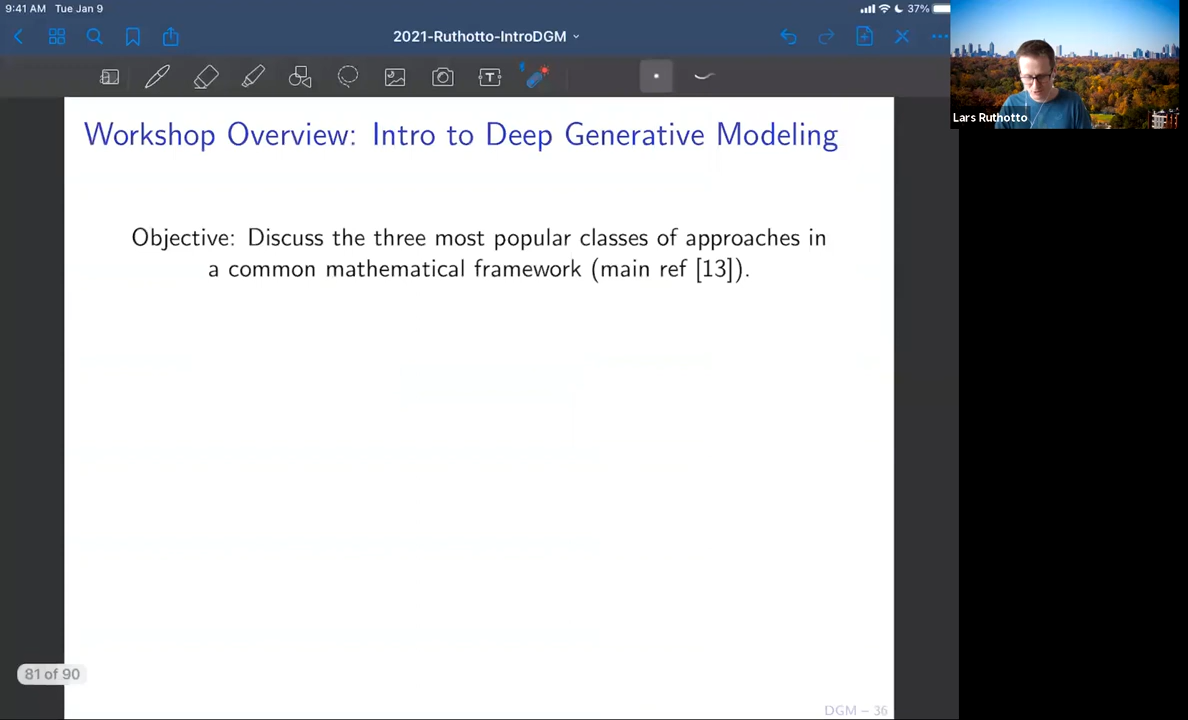 9:41 AM Tue Jan 9
37%
2021-Ruthotto-IntroDGM
T
Lars Ruthotto
Workshop Overview: Intro to Deep Generative Modeling
Objective: Discuss the three most popular classes of approaches in
a common mathematical framework (main ref [13]).
81 of 90
DGM – 36